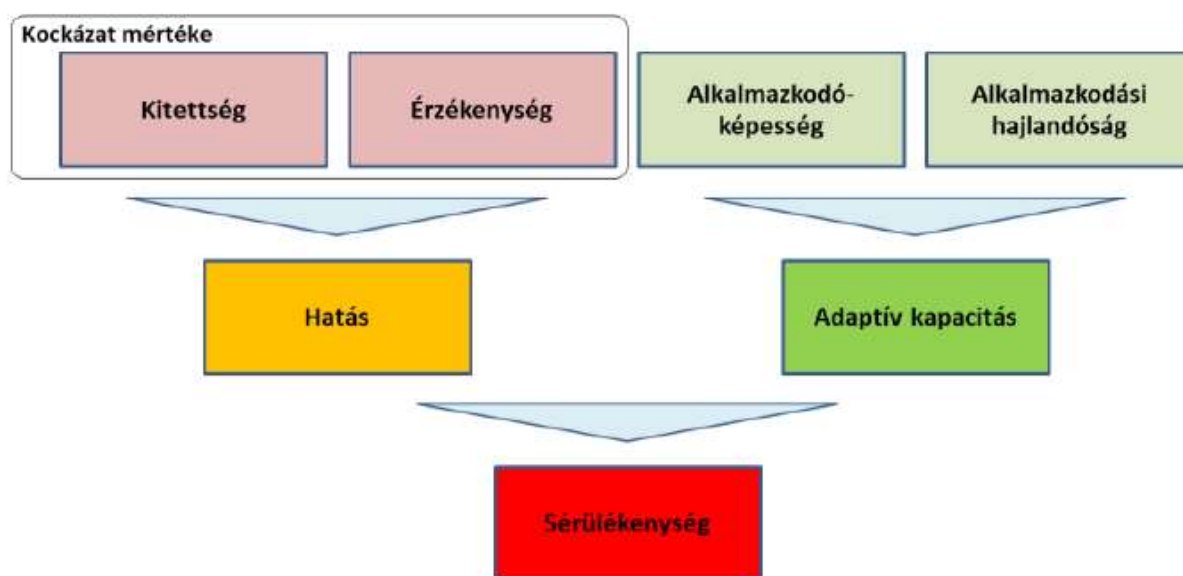 Kockázat mértéke
Kitettség
Érzékenység
Alkalmazkodó-
képesség
Alkalmazkodási
hajlandóság
Hatás
Adaptív kapacitás
Sérülékenység